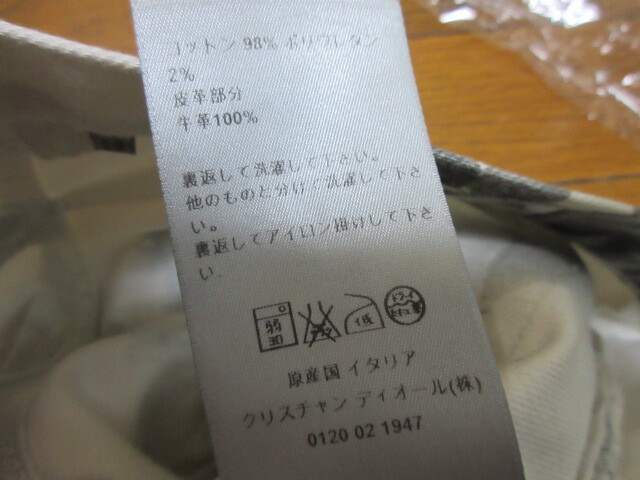 コットン 98% ポリウレタン
2%
皮革部分
牛革100%
裏返して洗濯して下さい。
他のものと分けて洗濯して下さ
い。
裏返してアイロン掛けして下さ
い.
弱
30
低
ドライ
原産国 イタリア
クリスチャン ディオール(株)
0120 02 1947